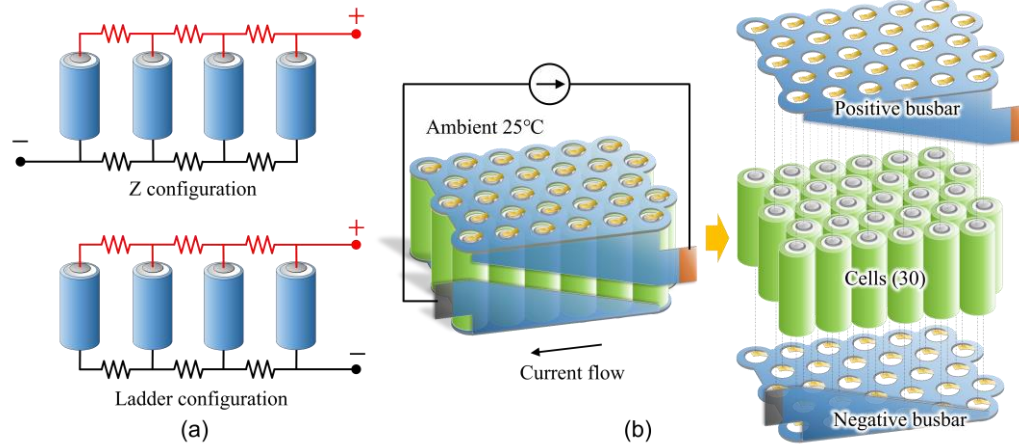 +
−
Z configuration
+
−
Ladder configuration
(a)
Ambient 25℃
Current flow
(b)
Positive busbar
Cells (30)
Negative busbar